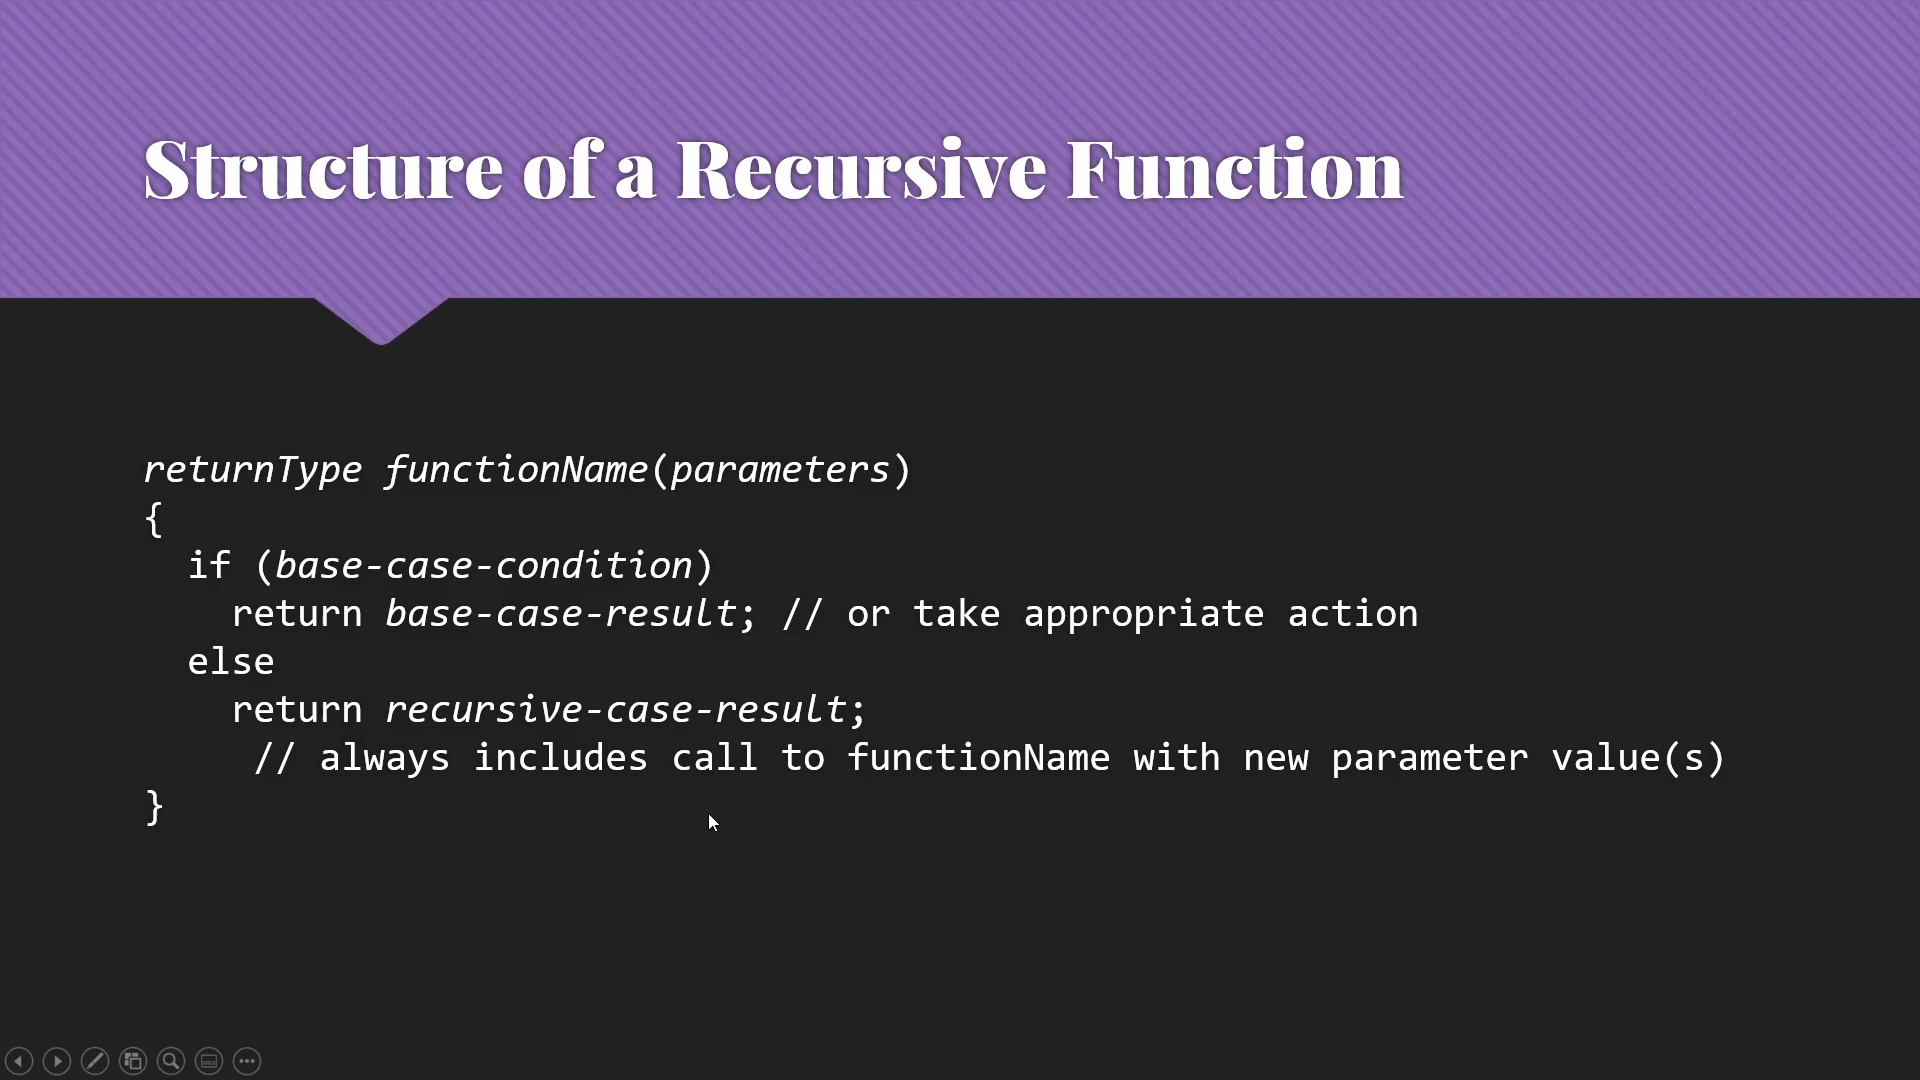 Structure of a Recursive Function
returnType functionName(parameters)
{
  if (base-case-condition)
    return base-case-result; // or take appropriate action
  else
    return recursive-case-result;
     // always includes call to functionName with new parameter value(s)
}